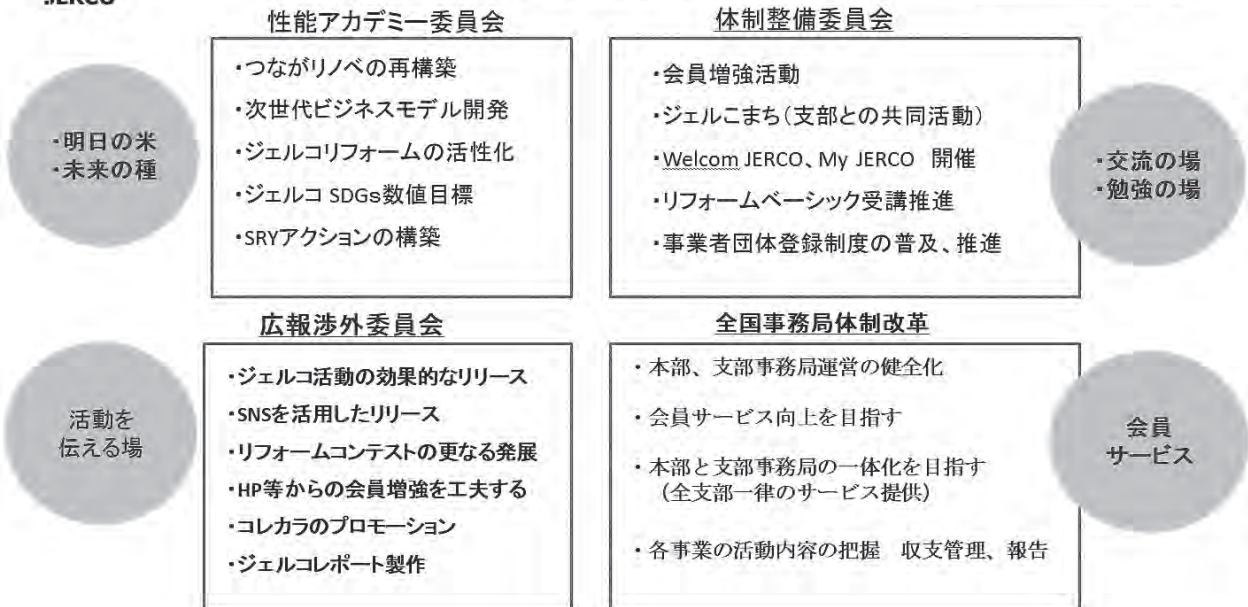 JERCO
性能アカデミー委員会
・明日の米
・未来の種
・つながリノベの再構築
・次世代ビジネスモデル開発
・ジェルコリフォームの活性化
・ジェルコ SDGs数値目標
・SRYアクションの構築
体制整備委員会
・会員増強活動
・ジェルこまち(支部との共同活動)
・Welcom JERCO、My JERCO 開催
・リフォームベーシック受講推進
・事業者団体登録制度の普及、推進
・交流の場
・勉強の場
広報渉外委員会
活動を
伝える場
・ジェルコ活動の効果的なリリース
・SNSを活用したリリース
・リフォームコンテストの更なる発展
・HP等からの会員増強を工夫する
・コレカラのプロモーション
・ジェルコレポート製作
全国事務局体制改革
・本部、支部事務局運営の健全化
・会員サービス向上を目指す
・本部と支部事務局の一体化を目指す
(全支部一律のサービス提供)
・各事業の活動内容の把握 収支管理、報告
会員
サービス